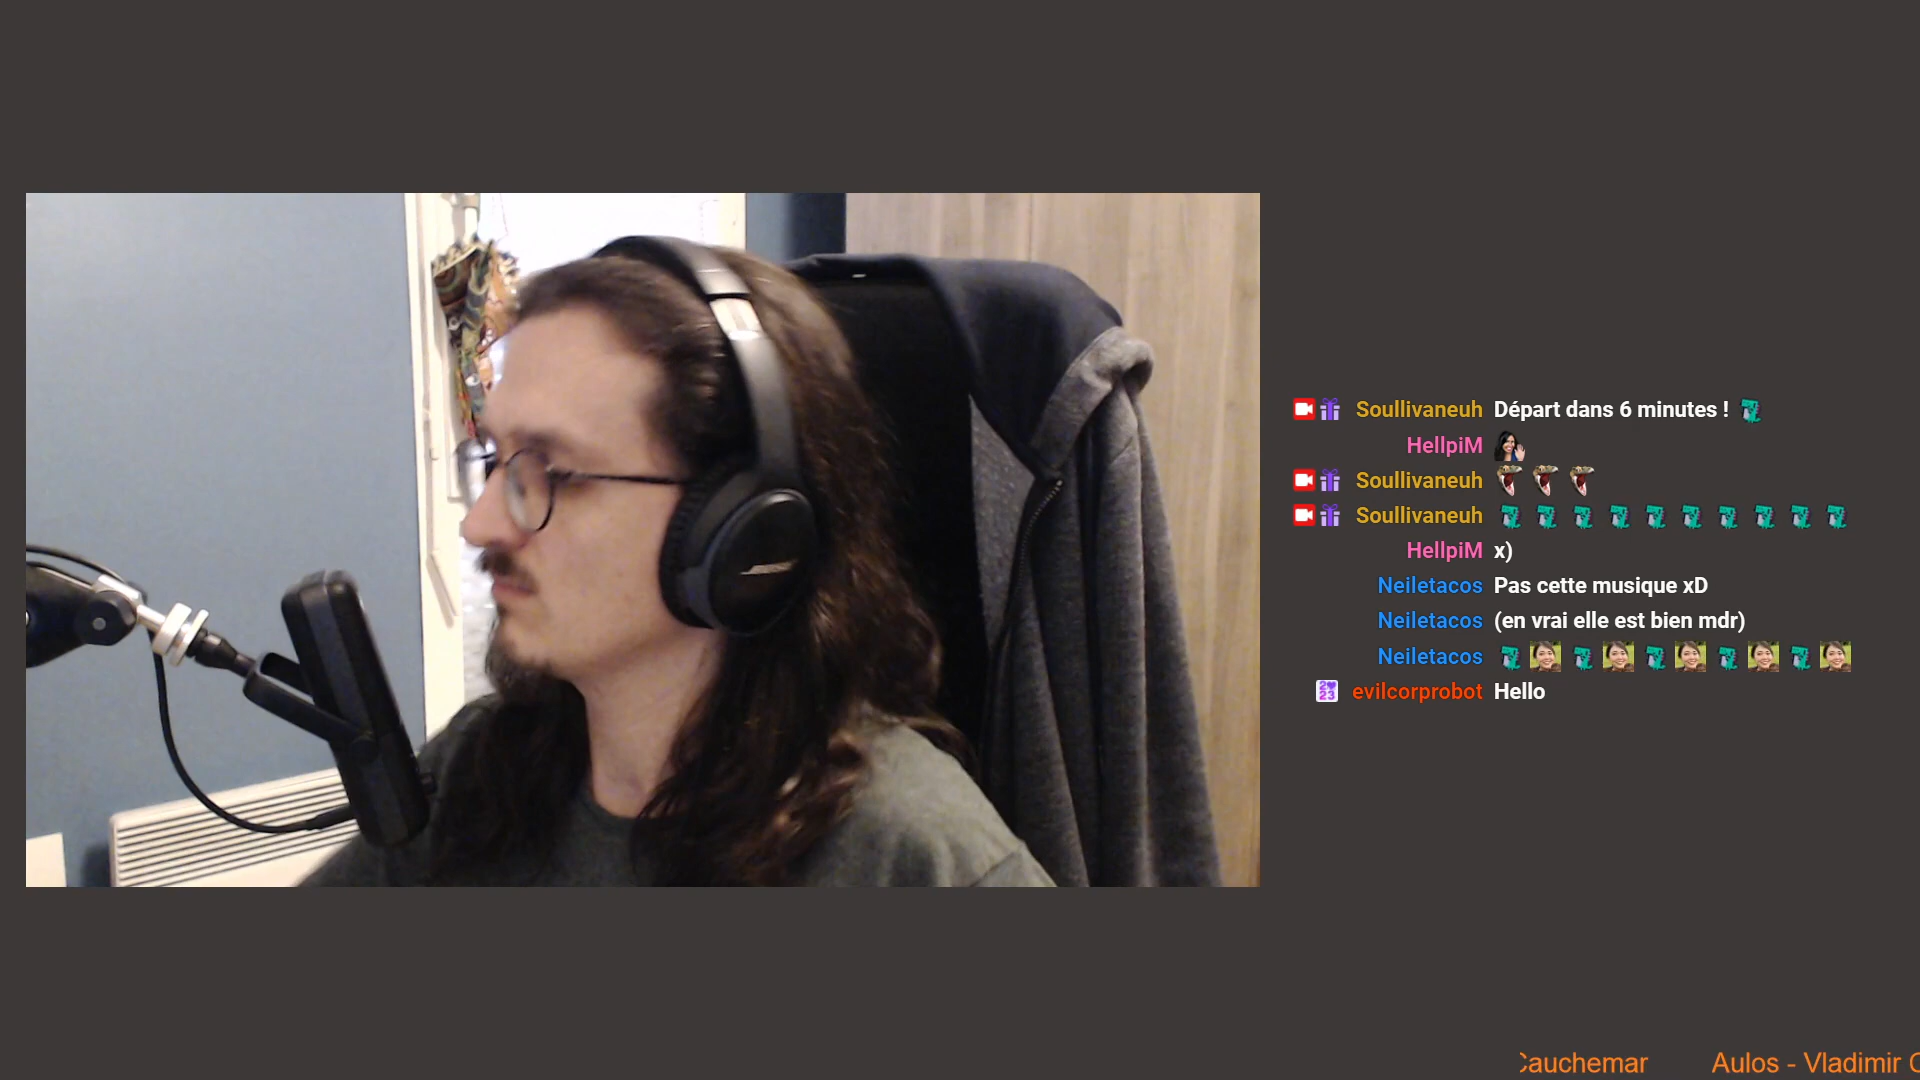 Soullivaneuh Départ dans 6 minutes !
HellpiM
Soullivaneuh
Soullivaneuh
HellpiM x)
Neiletacos Pas cette musique xD
Neiletacos (en vrai elle est bien mdr)
Neiletacos
evilcorprobot Hello
Cauchemar Aulos - Vladimir